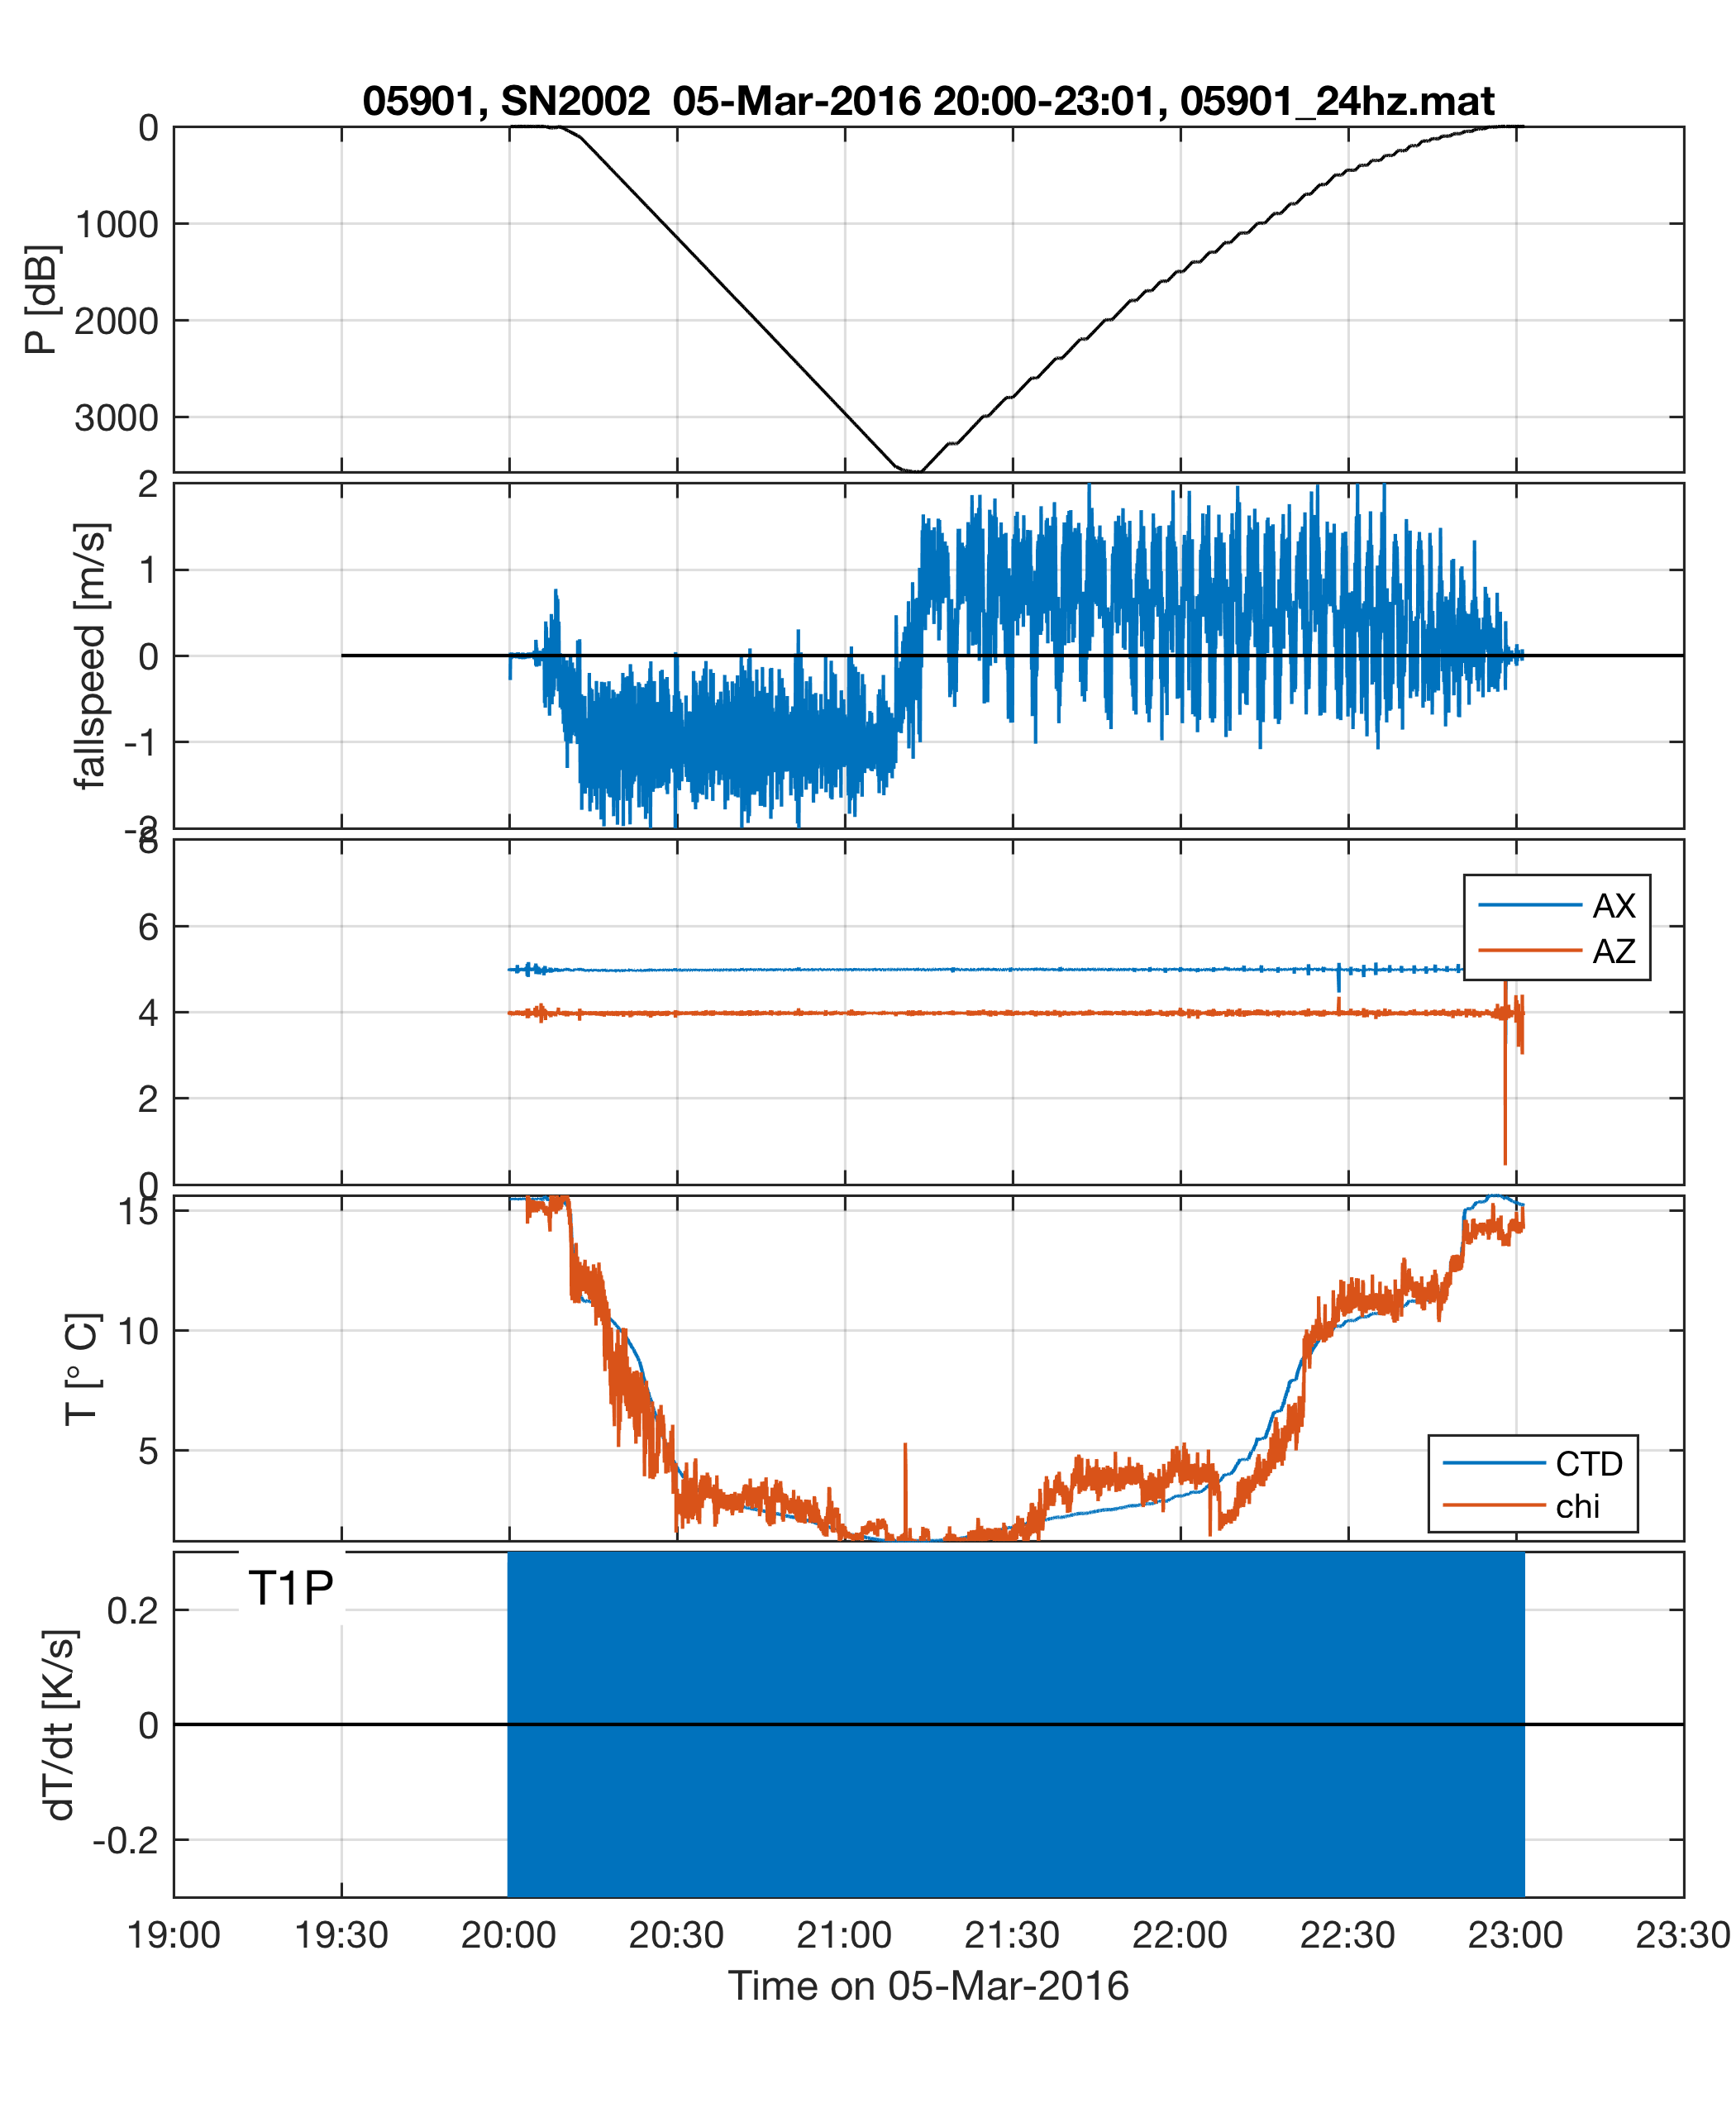 05901, SN2002  05-Mar-2016 20:00-23:01, 05901_24hz.mat
0
1000
2000
3000
P [dB]
2
1
0
-1
-2
fallspeed [m/s]
8
6
4
2
0
AX
AZ
15
10
5
T [° C]
CTD
chi
T1P
0.2
0
-0.2
dT/dt [K/s]
19:00 19:30 20:00 20:30 21:00 21:30 22:00 22:30 23:00 23:30
Time on 05-Mar-2016